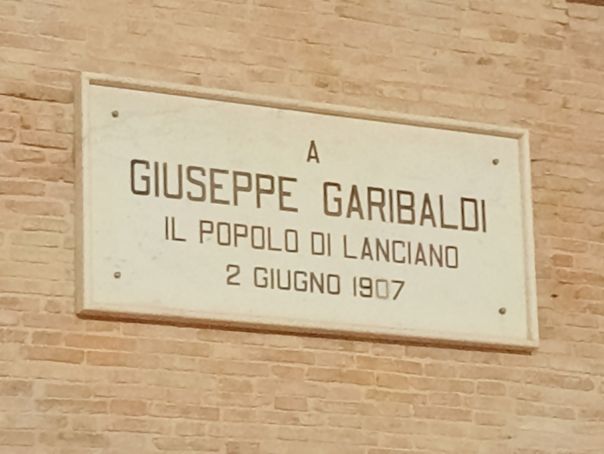 A
GIUSEPPE GARIBALDI
IL POPOLO DI LANCIANO
2 GIUGNO 1907